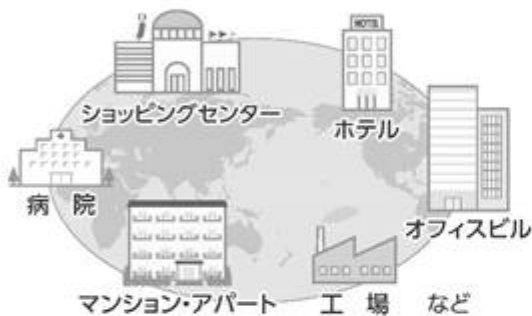 HOTEL
ショッピングセンター
ホテル
病 院
オフィスビル
マンション・アパート
工 場 など